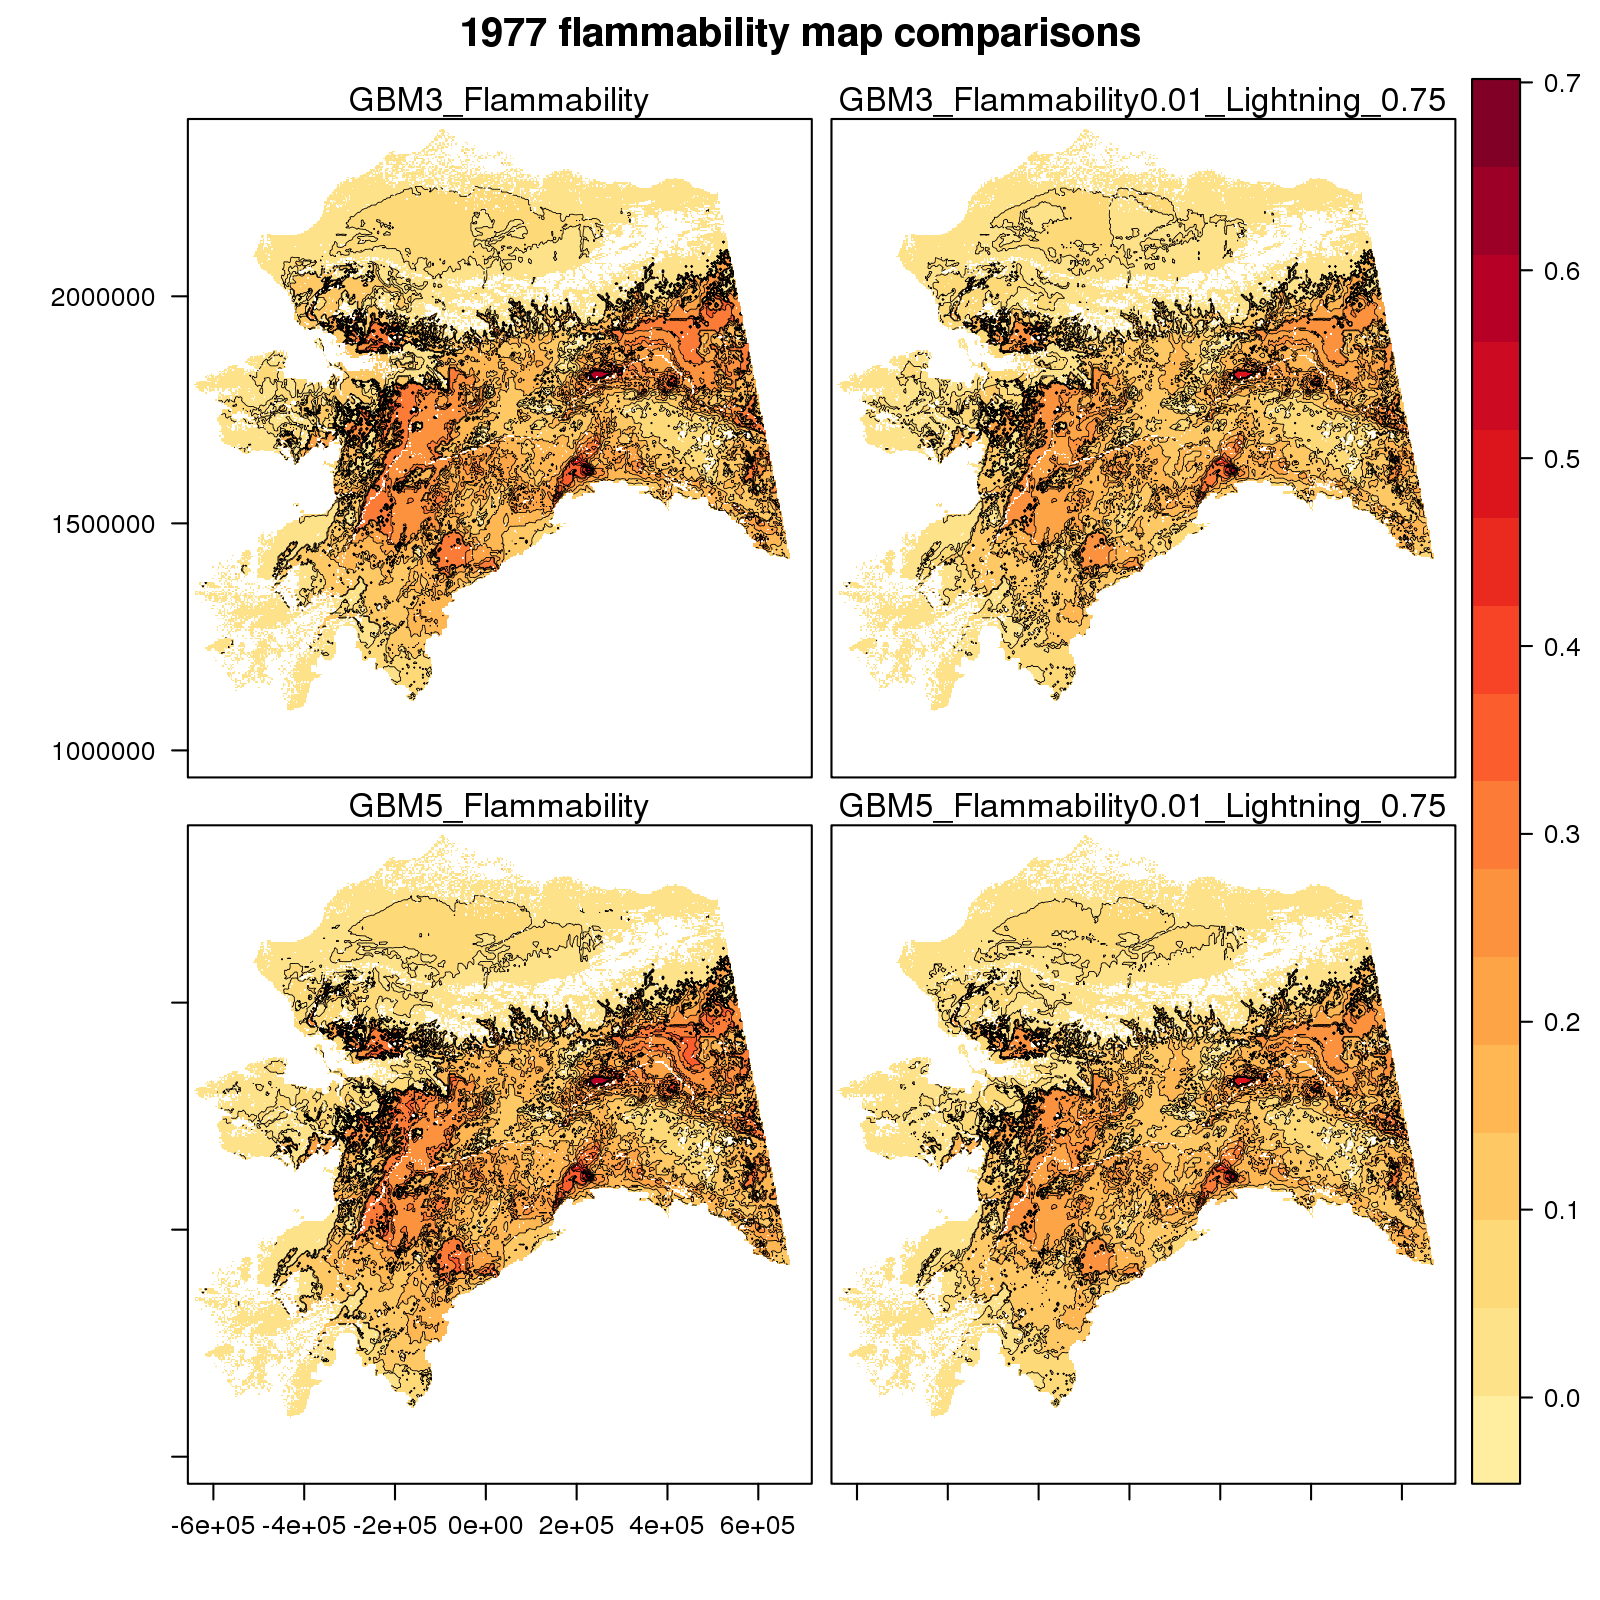 1977 flammability map comparisons
GBM3_Flammability
GBM3_Flammability0.01_Lightning_0.75
0.7
0.6
0.5
0.4
0.3
0.2
0.1
0.0
2000000
1500000
1000000
GBM5_Flammability
GBM5_Flammability0.01_Lightning_0.75
-6e+05 -4e+05 -2e+05 0e+00 2e+05 4e+05 6e+05